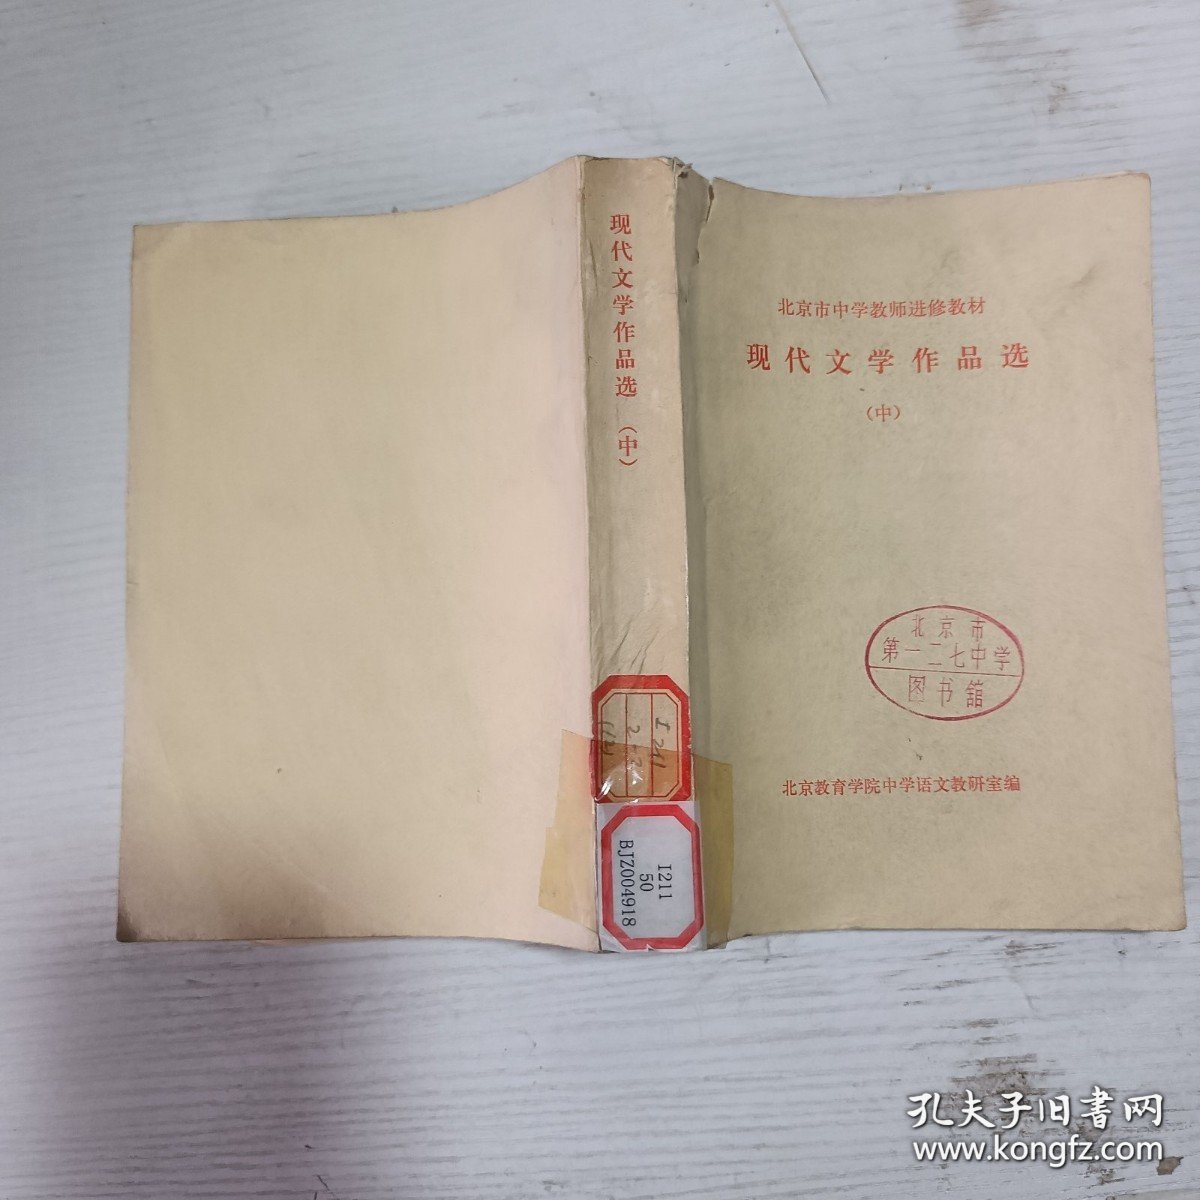 现代文学作品选（中）
I211
50
BJZ004918
北京市中学教师进修教材
现代文学作品选
（中）
北京市
第一二七中学
图书館
北京教育学院中学语文教研室编
孔夫子旧書网
www.kongfz.com